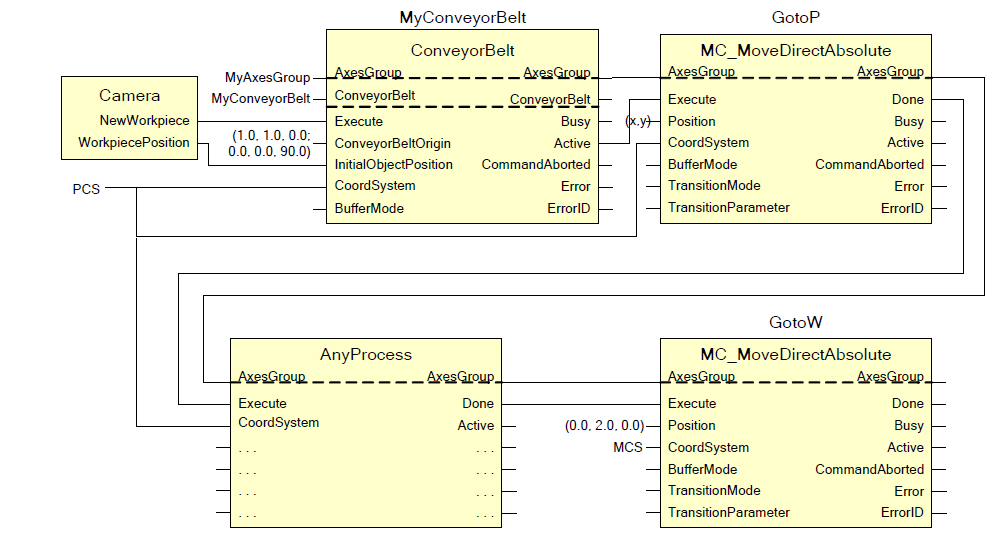 MyConveyorBelt
GotoP
ConveyorBelt
MC_MoveDirectAbsolute
MyAxesGroup
AxesGroup AxesGroup
AxesGroup AxesGroup
Camera
MyConveyorBelt
ConveyorBelt ConveyorBelt
Execute Done
NewWorkpiece
Execute Busy
(x.y)
Position Busy
WorkpiecePosition
(1.0, 1.0, 0.0;
0.0, 0.0, 90.0)
ConveyorBeltOrigin Active
CoordSystem Active
InitialObjectPosition CommandAborted
BufferMode CommandAborted
PCS
CoordSystem Error
TransitionMode Error
BufferMode ErrorID
TransitionParameter ErrorID
GotoW
AnyProcess
MC_MoveDirectAbsolute
AxesGroup AxesGroup
AxesGroup AxesGroup
Execute Done
Execute Done
CoordSystem Active
(0.0, 2.0, 0.0)
Position Busy
. . . . . .
MCS
CoordSystem Active
. . . . . .
BufferMode CommandAborted
. . . . . .
TransitionMode Error
. . . . . .
TransitionParameter ErrorID